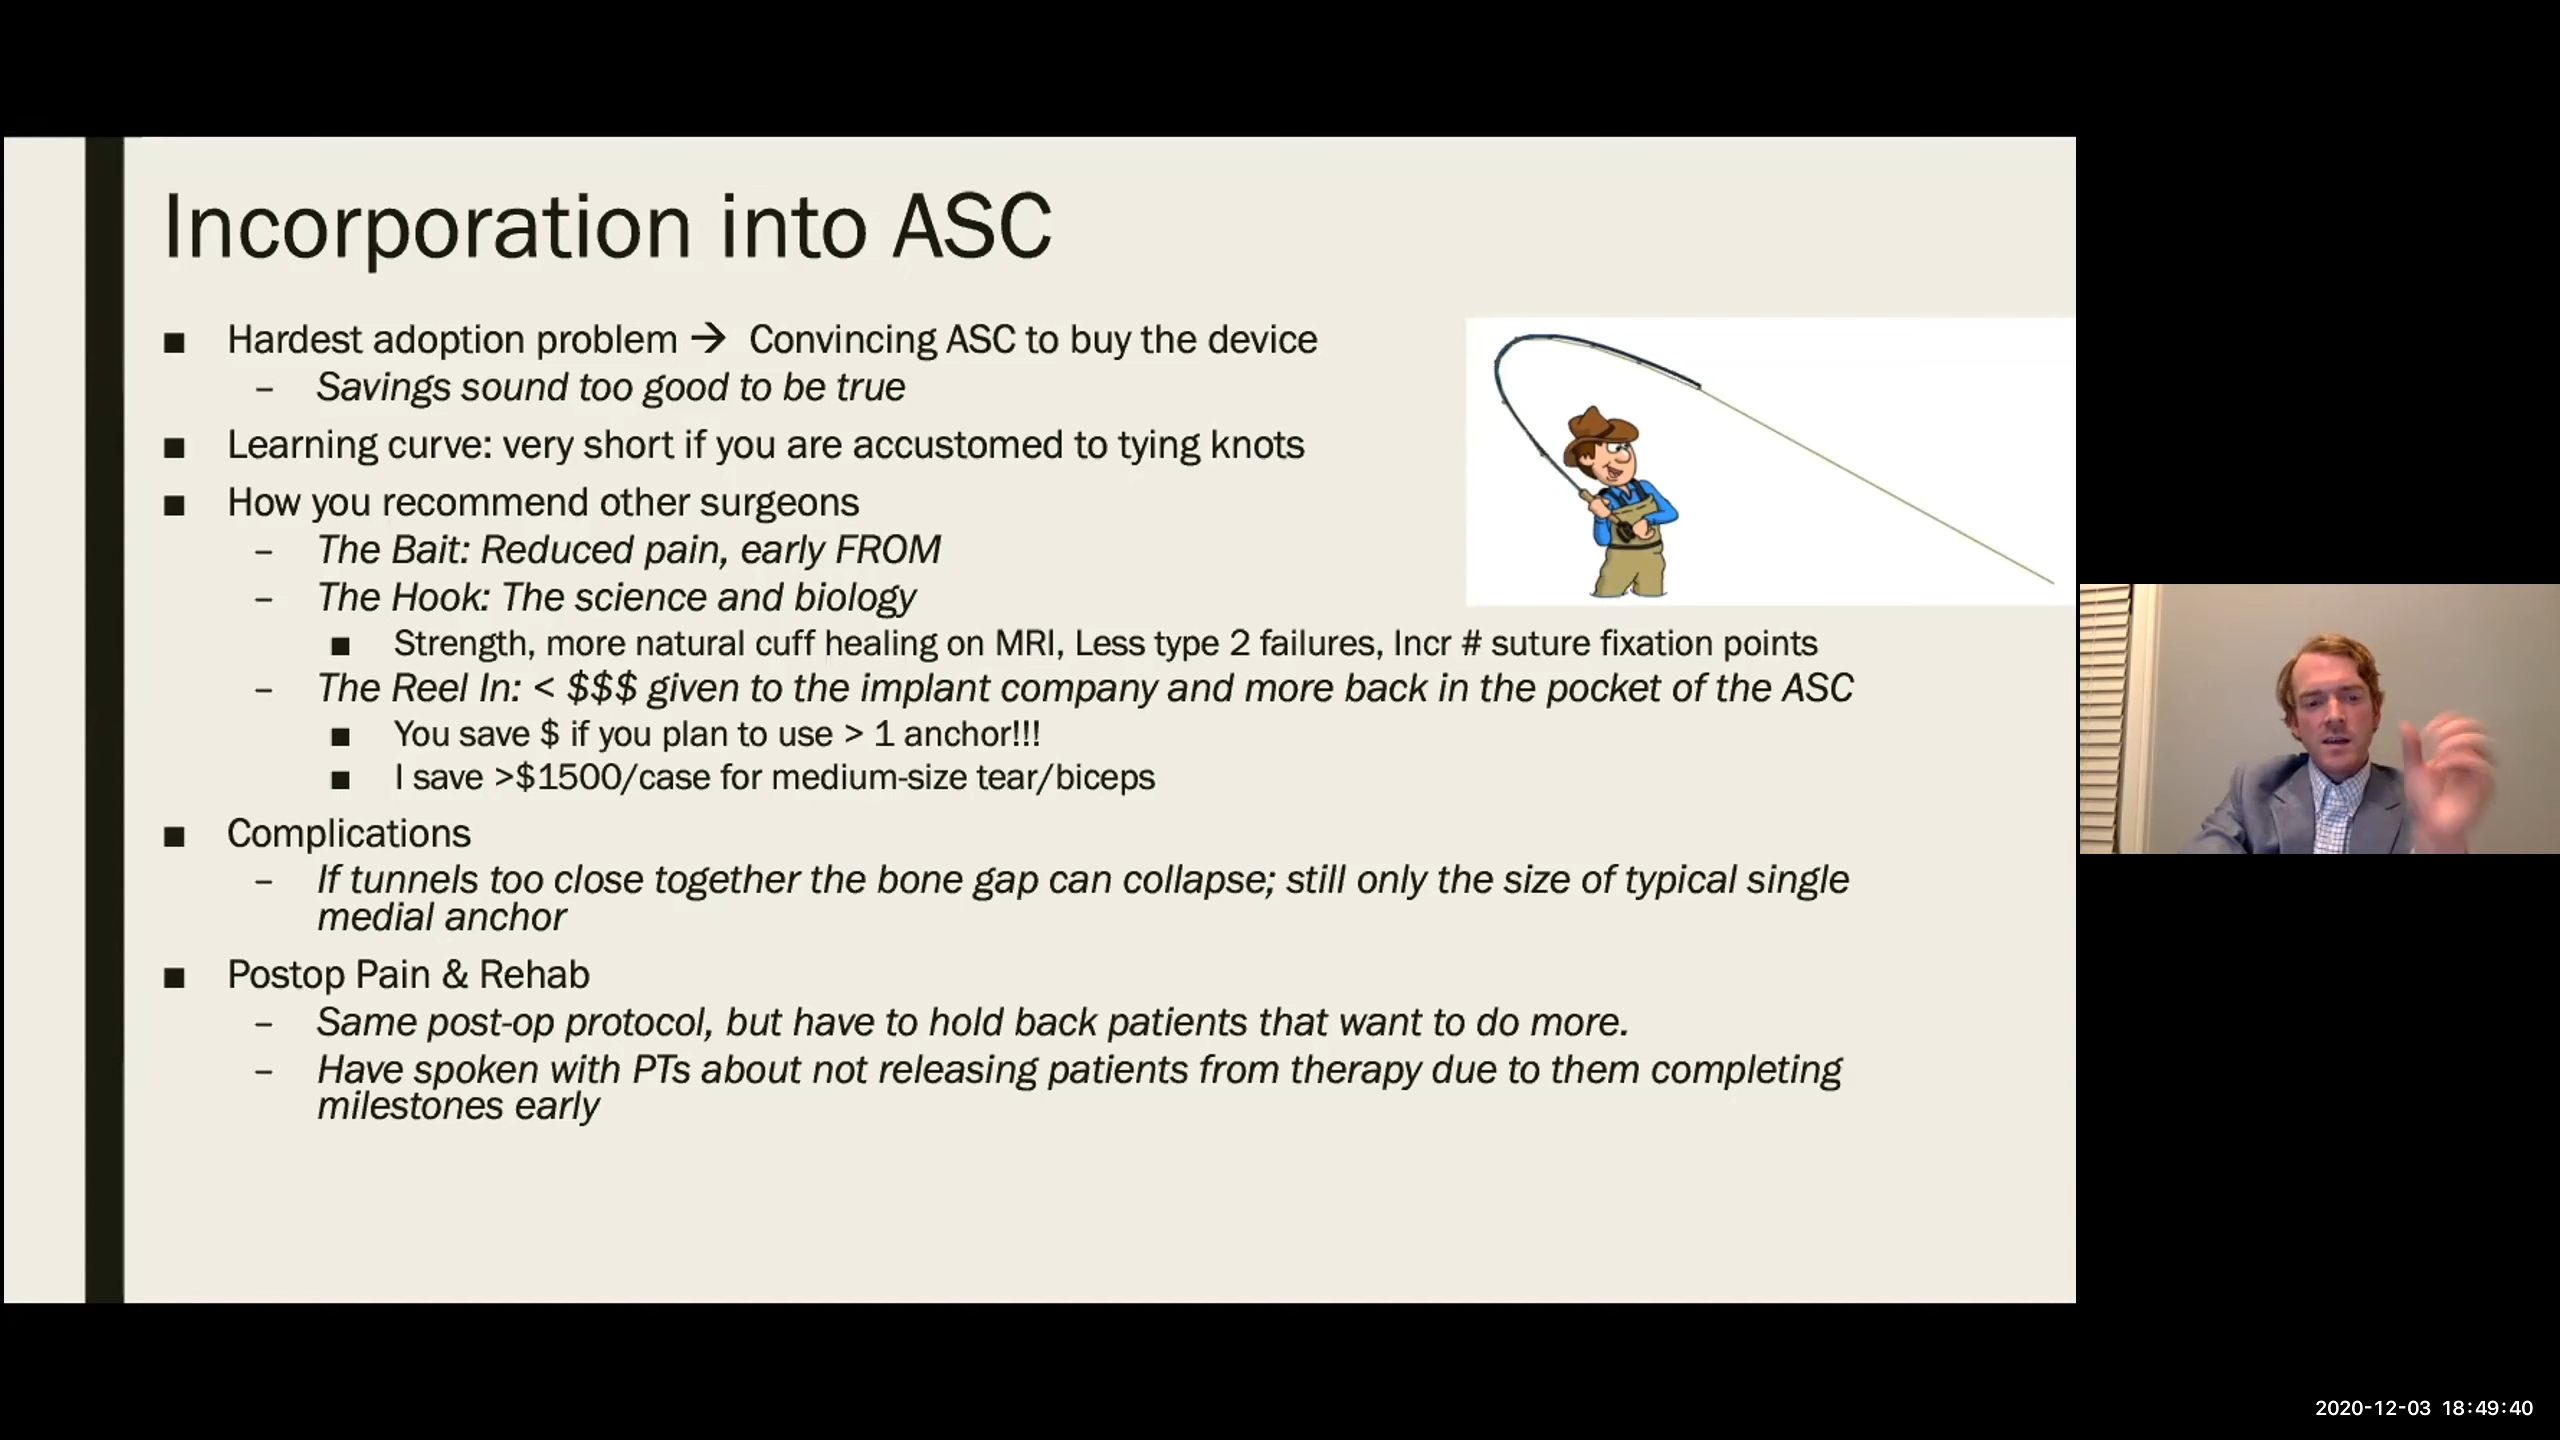 Incorporation into ASC
■ Hardest adoption problem → Convincing ASC to buy the device
– Savings sound too good to be true
■ Learning curve: very short if you are accustomed to tying knots
■ How you recommend other surgeons
– The Bait: Reduced pain, early FROM
– The Hook: The science and biology
■ Strength, more natural cuff healing on MRI, Less type 2 failures, Incr # suture fixation points
– The Reel In: < $$$ given to the implant company and more back in the pocket of the ASC
■ You save $ if you plan to use > 1 anchor!!!
■ I save >$1500/case for medium-size tear/biceps
■ Complications
– If tunnels too close together the bone gap can collapse; still only the size of typical single
medial anchor
■ Postop Pain & Rehab
– Same post-op protocol, but have to hold back patients that want to do more.
– Have spoken with PTs about not releasing patients from therapy due to them completing
milestones early
2020-12-03 18:49:40